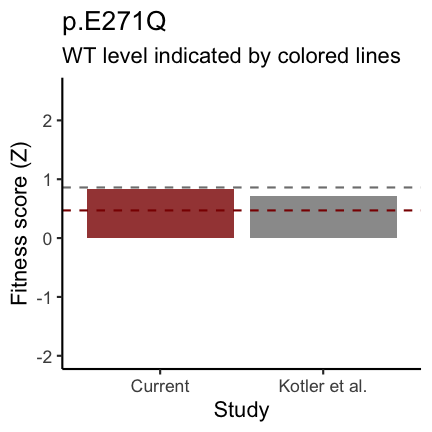 p.E271Q
WT level indicated by colored lines
Fitness score (Z)
2
1
0
-1
-2
Current
Kotler et al.
Study